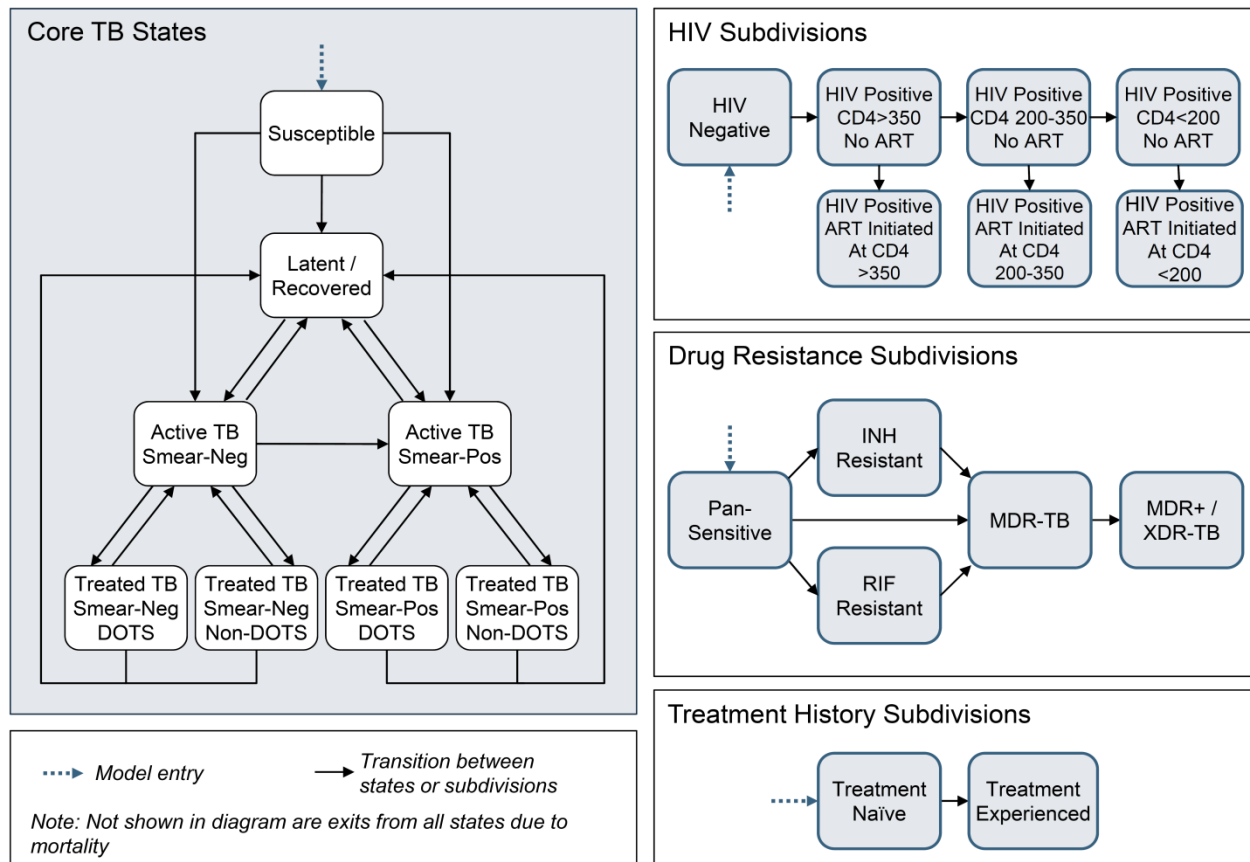 Core TB States
Susceptible
Latent /
Recovered
Active TB
Smear-Neg
Active TB
Smear-Pos
Treated TB
Smear-Neg
DOTS
Treated TB
Smear-Neg
Non-DOTS
Treated TB
Smear-Pos
DOTS
Treated TB
Smear-Pos
Non-DOTS
Model entry
Transition between
states or subdivisions
Note: Not shown in diagram are exits from all states due to
mortality
HIV Subdivisions
HIV
Negative
HIV Positive
CD4>350
No ART
HIV Positive
CD4 200-350
No ART
HIV Positive
CD4<200
No ART
HIV Positive
ART Initiated
At CD4
>350
HIV Positive
ART Initiated
At CD4
200-350
HIV Positive
ART Initiated
At CD4
<200
Drug Resistance Subdivisions
Pan-
Sensitive
INH
Resistant
RIF
Resistant
MDR-TB
MDR+ /
XDR-TB
Treatment History Subdivisions
Treatment
Naïve
Treatment
Experienced